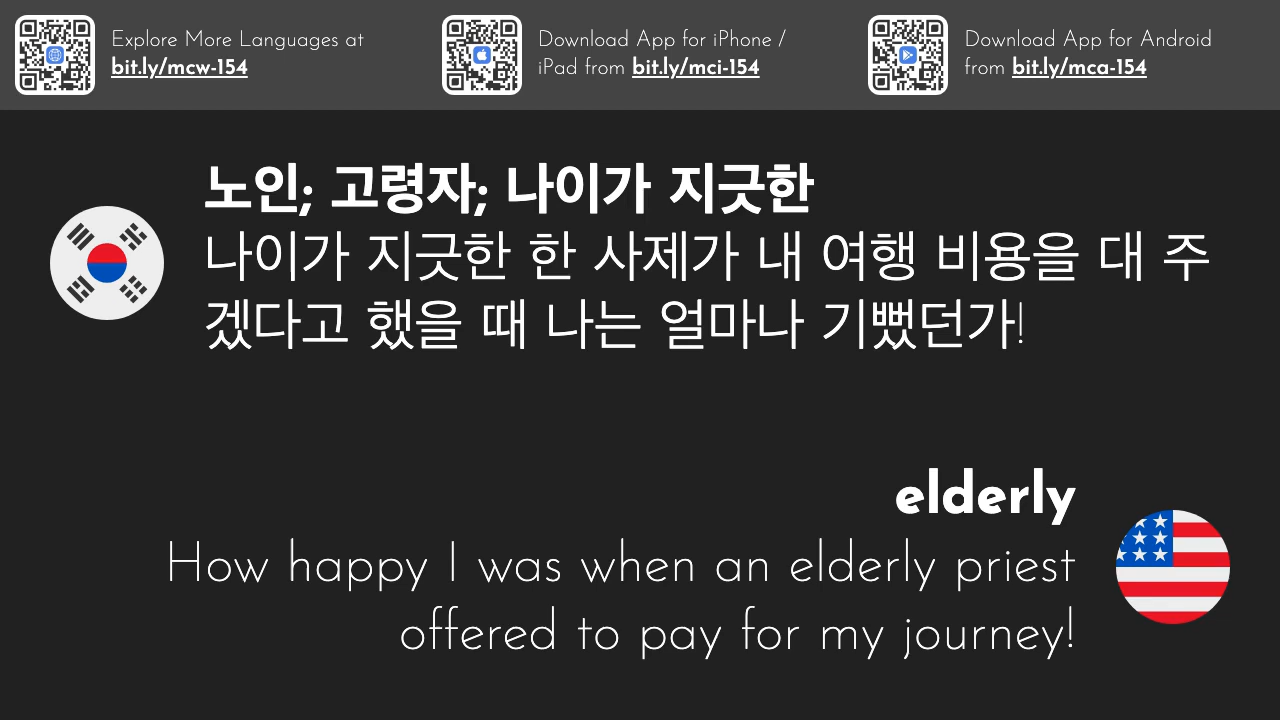 Explore More Languages at
bit.ly/mcw-154
Download App for iPhone /
iPad from bit.ly/mci-154
Download App for Android
from bit.ly/mca-154
노인; 고령자; 나이가 지긋한
나이가 지긋한 한 사제가 내 여행 비용을 대 주
겠다고 했을 때 나는 얼마나 기뻤던가!
elderly
How happy I was when an elderly priest
offered to pay for my journey!